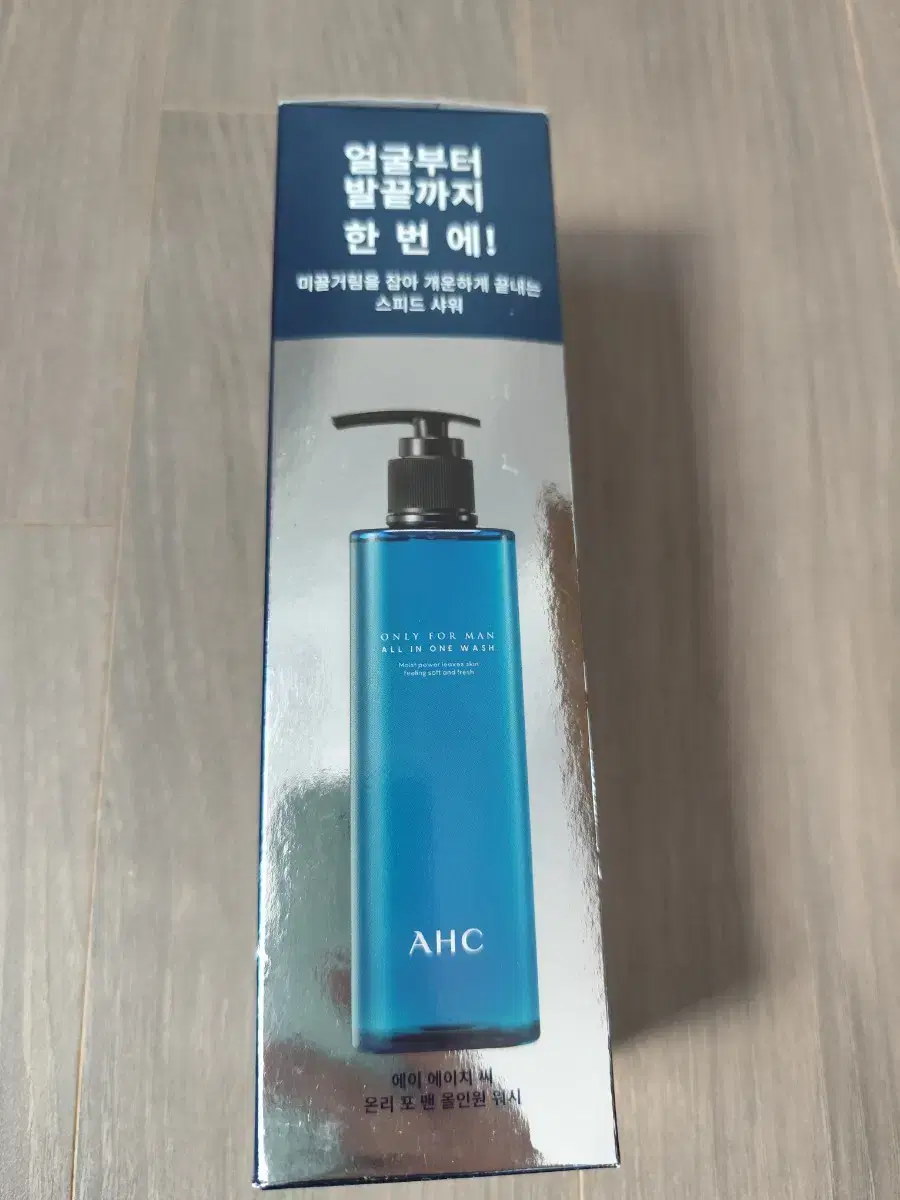 얼굴부터
발끝까지
한 번 에!
미끌거림을 잡아 개운하게 끝내는
스피드 샤워
ONLY FOR MAN
ALL IN ONE WASH
Moist power leaves skin
feeling soft and fresh
AHC
에이 에이치 씨
온리 포 맨 올인원 워시